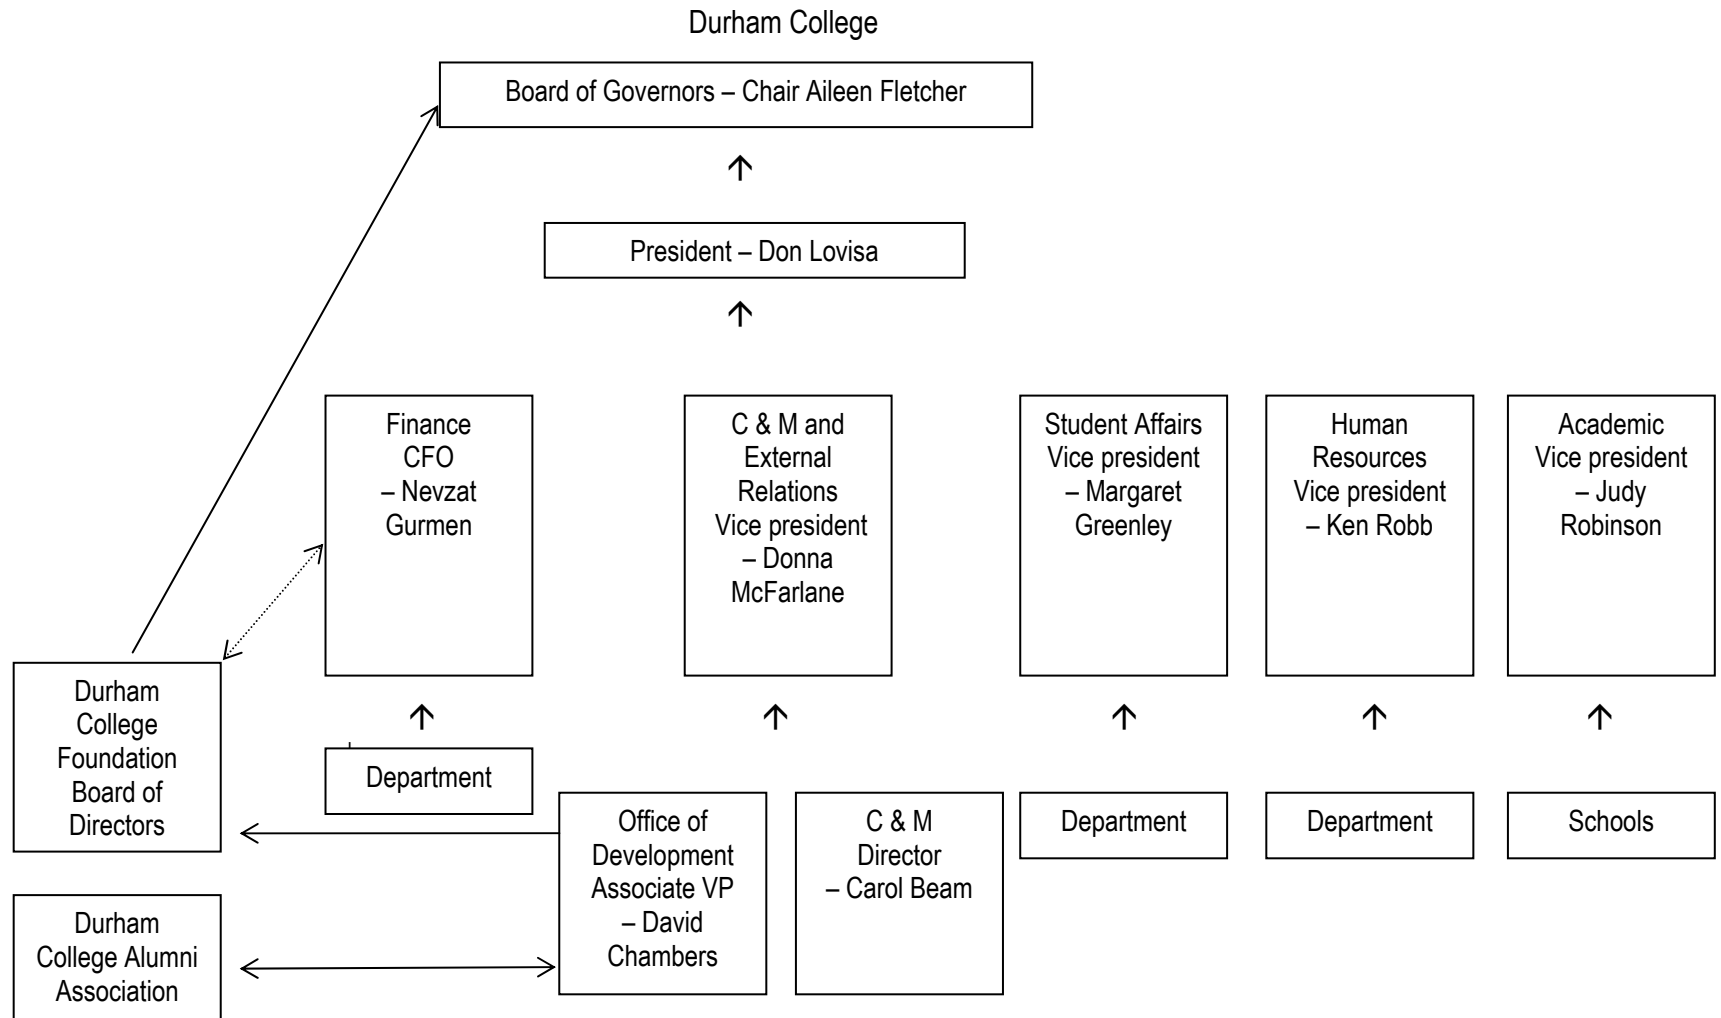 Durham College
Board of Governors – Chair Aileen Fletcher
President – Don Lovisa
Finance
CFO
– Nevzat
Gurmen
C & M and
External
Relations
Vice president
– Donna
McFarlane
Student Affairs
Vice president
– Margaret
Greenley
Human
Resources
Vice president
– Ken Robb
Academic
Vice president
– Judy
Robinson
Durham
College
Foundation
Board of
Directors
Department
Office of
Development
Associate VP
– David
Chambers
C & M
Director
– Carol Beam
Department
Department
Schools
Durham
College Alumni
Association